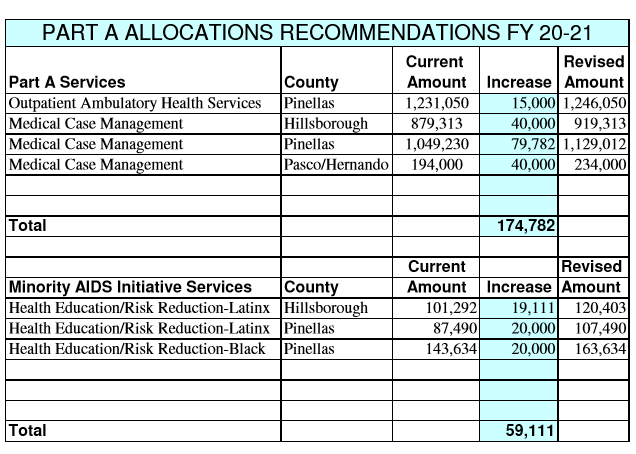 PART A ALLOCATIONS RECOMMENDATIONS FY 20-21
Current Revised
Part A Services County Amount Increase Amount
Outpatient Ambulatory Health Services Pinellas 1,231,050 15,000 1,246,050
Medical Case Management Hillsborough 879,313 40,000 919,313
Medical Case Management Pinellas 1,049,230 79,782 1,129,012
Medical Case Management Pasco/Hernando 194,000 40,000 234,000
Total 174,782
Current Revised
Minority AIDS Initiative Services County Amount Increase Amount
Health Education/Risk Reduction-Latinx Hillsborough 101,292 19,111 120,403
Health Education/Risk Reduction-Latinx Pinellas 87,490 20,000 107,490
Health Education/Risk Reduction-Black Pinellas 143,634 20,000 163,634
Total 59,111